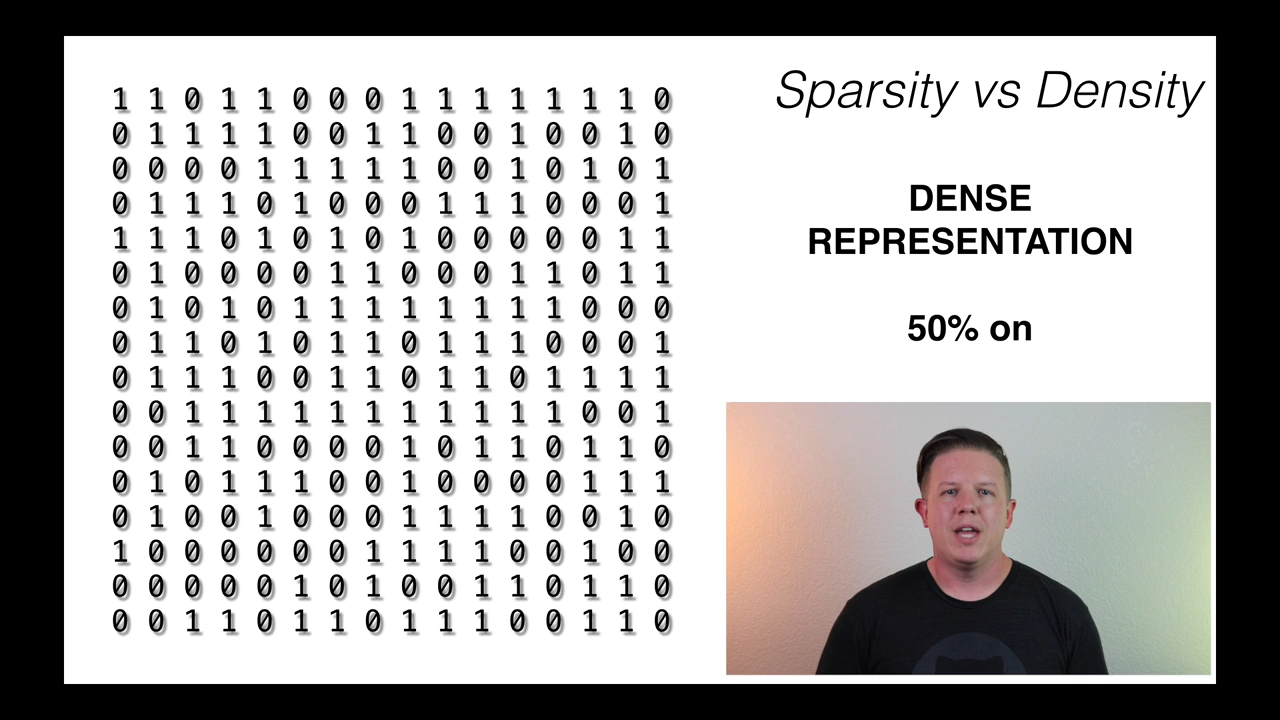 1 1 0 1 1 0 0 0 1 1 1 1 1 1 1 0
0 1 1 1 1 0 0 1 1 0 0 1 0 0 1 0
0 0 0 0 1 1 1 1 1 0 0 1 0 1 0 1
0 1 1 1 0 1 0 0 0 1 1 1 0 0 0 1
1 1 1 0 1 0 1 0 1 0 0 0 0 0 1 1
0 1 0 0 0 0 1 1 0 0 0 1 1 0 1 1
0 1 0 1 0 1 1 1 1 1 1 1 1 0 0 0
0 1 1 0 1 0 1 1 0 1 1 1 0 0 0 1
0 1 1 1 0 0 1 1 0 1 1 0 1 1 1 1
0 0 1 1 1 1 1 1 1 1 1 1 1 0 0 1
0 0 1 1 0 0 0 0 1 0 1 1 0 1 1 0
0 1 0 1 1 1 0 0 1 0 0 0 0 1 1 1
0 1 0 0 1 0 0 0 1 1 1 1 0 0 1 0
1 0 0 0 0 0 0 1 1 1 1 0 0 1 0 0
0 0 0 0 0 1 0 1 0 0 1 1 0 1 1 0
0 0 1 1 0 1 1 0 1 1 1 0 0 1 1 0
Sparsity vs Density
DENSE
REPRESENTATION
50% on